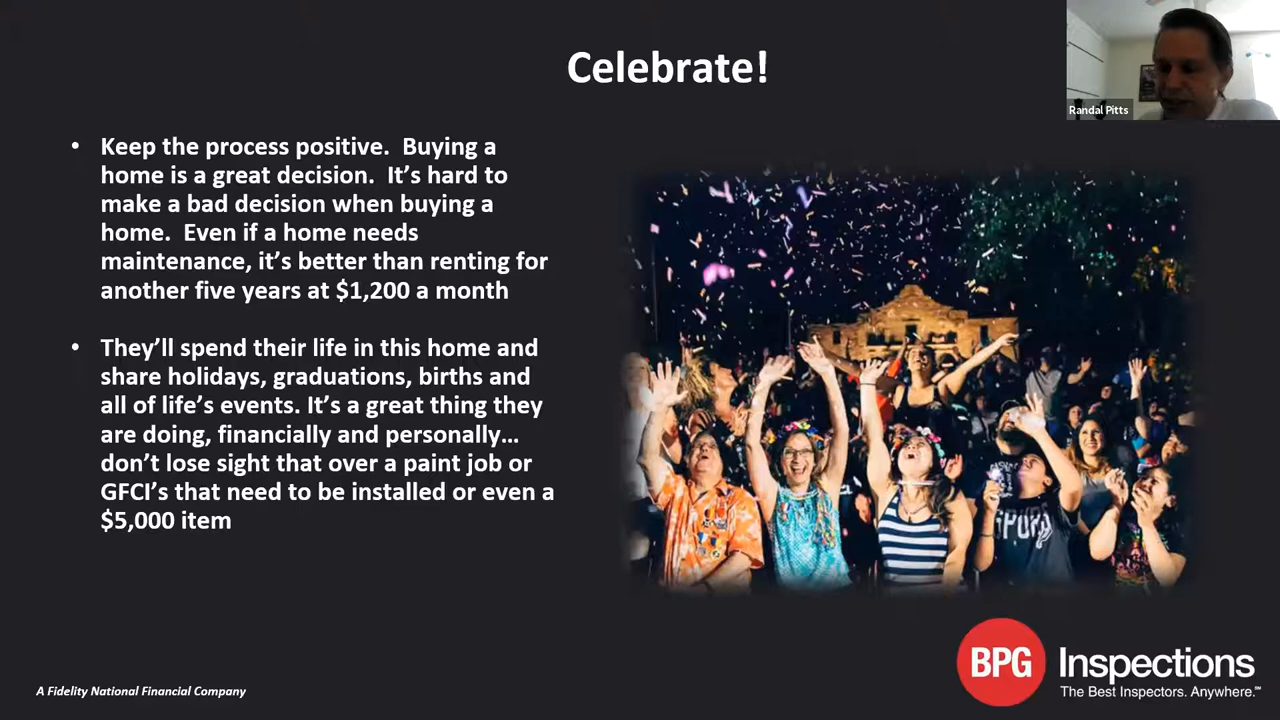 Celebrate!
Randal Pitts
• Keep the process positive.  Buying a
home is a great decision.  It’s hard to
make a bad decision when buying a
home.  Even if a home needs
maintenance, it’s better than renting for
another five years at $1,200 a month
• They’ll spend their life in this home and
share holidays, graduations, births and
all of life’s events. It’s a great thing they
are doing, financially and personally…
don’t lose sight that over a paint job or
GFCI’s that need to be installed or even a
$5,000 item
SPURS
BPG Inspections
The Best Inspectors. Anywhere.℠
A Fidelity National Financial Company